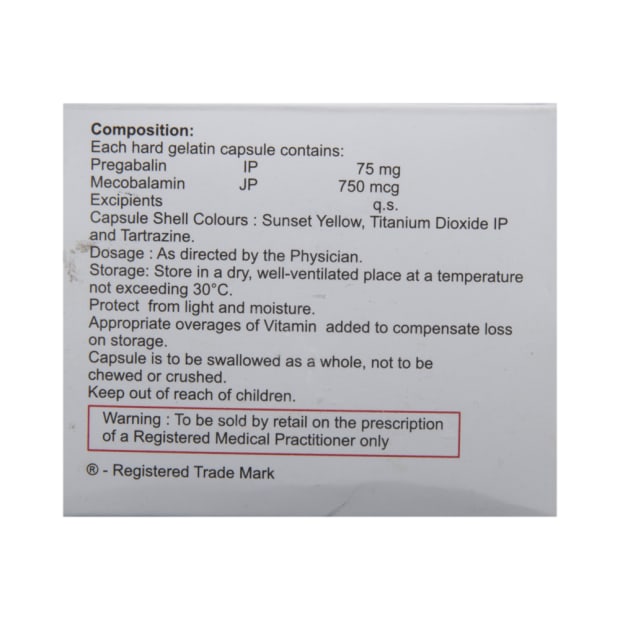 Composition:
Each hard gelatin capsule contains:
Pregabalin IP 75 mg
Mecobalamin JP 750 mcg
Excipients q.s.
Capsule Shell Colours : Sunset Yellow, Titanium Dioxide IP
and Tartrazine.
Dosage : As directed by the Physician.
Storage: Store in a dry, well-ventilated place at a temperature
not exceeding 30°C.
Protect from light and moisture.
Appropriate overages of Vitamin added to compensate loss
on storage.
Capsule is to be swallowed as a whole, not to be
chewed or crushed.
Keep out of reach of children.
Warning : To be sold by retail on the prescription
of a Registered Medical Practitioner only
® - Registered Trade Mark